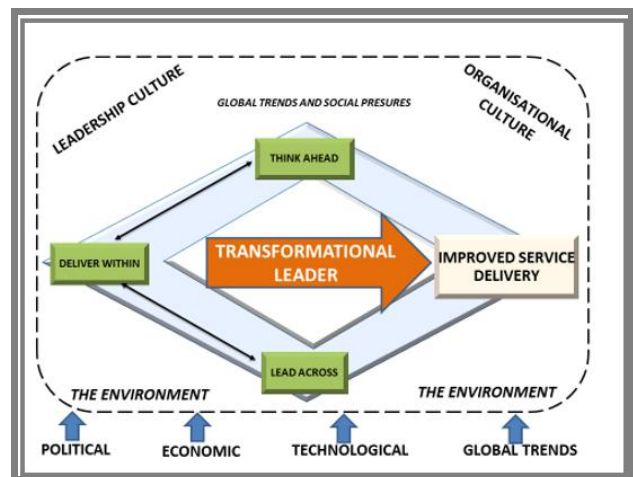 LEADERSHIP CULTURE
ORGANISATIONAL
CULTURE
GLOBAL TRENDS AND SOCIAL PRESURES
THINK AHEAD
DELIVER WITHIN
TRANSFORMATIONAL
LEADER
IMPROVED SERVICE
DELIVERY
LEAD ACROSS
THE ENVIRONMENT
THE ENVIRONMENT
POLITICAL
ECONOMIC
TECHNOLOGICAL
GLOBAL TRENDS